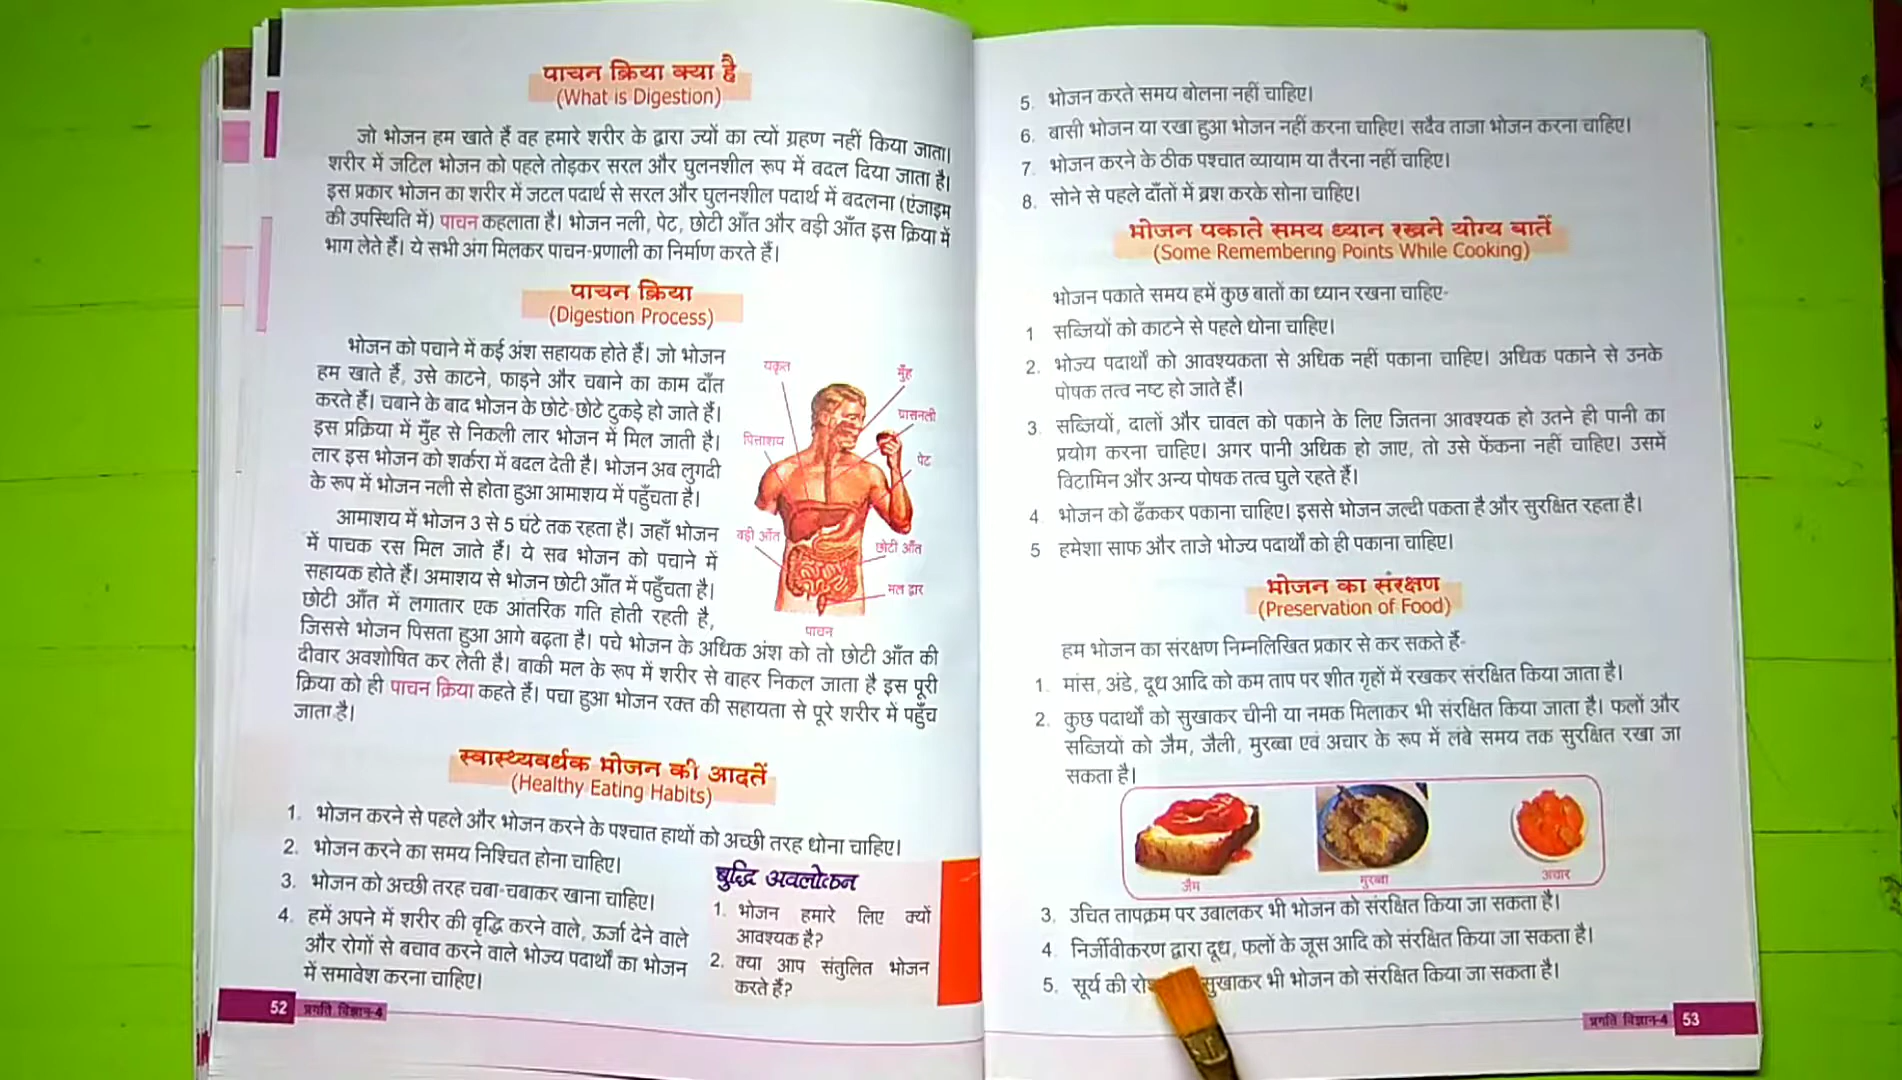 पाचन क्रिया क्या है
(What is Digestion)
जो भोजन हम खाते हैं वह हमारे शरीर के द्वारा ज्यों का त्यों ग्रहण नहीं किया जाता।
शरीर में जटिल भोजन को पहले तोड़कर सरल और घुलनशील रूप में बदल दिया जाता है।
इस प्रकार भोजन का शरीर में जटल पदार्थ से सरल और घुलनशील पदार्थ में बदलना (एंजाइम
की उपस्थिति में) पाचन कहलाता है। भोजन नली, पेट, छोटी आँत और बड़ी आँत इस क्रिया में
भाग लेते हैं। ये सभी अंग मिलकर पाचन-प्रणाली का निर्माण करते हैं।
पाचन क्रिया
(Digestion Process)
भोजन को पचाने में कई अंश सहायक होते हैं। जो भोजन
हम खाते हैं, उसे काटने, फाड़ने और चबाने का काम दाँत
करते हैं। चबाने के बाद भोजन के छोटे-छोटे टुकड़े हो जाते हैं।
इस प्रक्रिया में मुँह से निकली लार भोजन में मिल जाती है।
लार इस भोजन को शर्करा में बदल देती है। भोजन अब लुगदी
के रूप में भोजन नली से होता हुआ आमाशय में पहुँचता है।
आमाशय में भोजन 3 से 5 घंटे तक रहता है। जहाँ भोजन
में पाचक रस मिल जाते हैं। ये सब भोजन को पचाने में
सहायक होते हैं। अमाशय से भोजन छोटी आँत में पहुँचता है।
छोटी आँत में लगातार एक आंतरिक गति होती रहती है,
जिससे भोजन पिसता हुआ आगे बढ़ता है। पचे भोजन के अधिक अंश को तो छोटी आँत की
दीवार अवशोषित कर लेती है। बाकी मल के रूप में शरीर से बाहर निकल जाता है इस पूरी
क्रिया को ही पाचन क्रिया कहते हैं। पचा हुआ भोजन रक्त की सहायता से पूरे शरीर में पहुँच
जाता है।
यकृत
मुँह
ग्रासनली
पित्ताशय
पेट
बड़ी आँत
छोटी आँत
मल द्वार
पाचन
स्वास्थ्यवर्धक भोजन की आदतें
(Healthy Eating Habits)
1. भोजन करने से पहले और भोजन करने के पश्चात हाथों को अच्छी तरह धोना चाहिए।
2. भोजन करने का समय निश्चित होना चाहिए।
3. भोजन को अच्छी तरह चबा-चबाकर खाना चाहिए।
4. हमें अपने में शरीर की वृद्धि करने वाले, ऊर्जा देने वाले
और रोगों से बचाव करने वाले भोज्य पदार्थों का भोजन
में समावेश करना चाहिए।
बुद्धि अवलोकन
1. भोजन हमारे लिए क्यों
आवश्यक है?
2. क्या आप संतुलित भोजन
करते हैं?
52 प्रगति विज्ञान-4
5. भोजन करते समय बोलना नहीं चाहिए।
6. बासी भोजन या रखा हुआ भोजन नहीं करना चाहिए। सदैव ताजा भोजन करना चाहिए।
7. भोजन करने के ठीक पश्चात व्यायाम या तैरना नहीं चाहिए।
8. सोने से पहले दाँतों में ब्रश करके सोना चाहिए।
भोजन पकाते समय ध्यान रखने योग्य बातें
(Some Remembering Points While Cooking)
भोजन पकाते समय हमें कुछ बातों का ध्यान रखना चाहिए-
1 सब्जियों को काटने से पहले धोना चाहिए।
2. भोज्य पदार्थों को आवश्यकता से अधिक नहीं पकाना चाहिए। अधिक पकाने से उनके
पोषक तत्व नष्ट हो जाते हैं।
3. सब्जियों, दालों और चावल को पकाने के लिए जितना आवश्यक हो उतने ही पानी का
प्रयोग करना चाहिए। अगर पानी अधिक हो जाए, तो उसे फेंकना नहीं चाहिए। उसमें
विटामिन और अन्य पोषक तत्व घुले रहते हैं।
4. भोजन को ढँककर पकाना चाहिए। इससे भोजन जल्दी पकता है और सुरक्षित रहता है।
5 हमेशा साफ और ताजे भोज्य पदार्थों को ही पकाना चाहिए।
भोजन का संरक्षण
(Preservation of Food)
हम भोजन का संरक्षण निम्नलिखित प्रकार से कर सकते हैं-
1. मांस, अंडे, दूध आदि को कम ताप पर शीत गृहों में रखकर संरक्षित किया जाता है।
2. कुछ पदार्थों को सुखाकर चीनी या नमक मिलाकर भी संरक्षित किया जाता है। फलों और
सब्जियों को जैम, जैली, मुरब्बा एवं अचार के रूप में लंबे समय तक सुरक्षित रखा जा
सकता है।
जैम
मुरब्बा
अचार
3. उचित तापक्रम पर उबालकर भी भोजन को संरक्षित किया जा सकता है।
4. निर्जीवीकरण द्वारा दूध, फलों के जूस आदि को संरक्षित किया जा सकता है।
5. सूर्य की सुखाकर भी भोजन को संरक्षित किया जा सकता है।
प्रगति विज्ञान-4 53